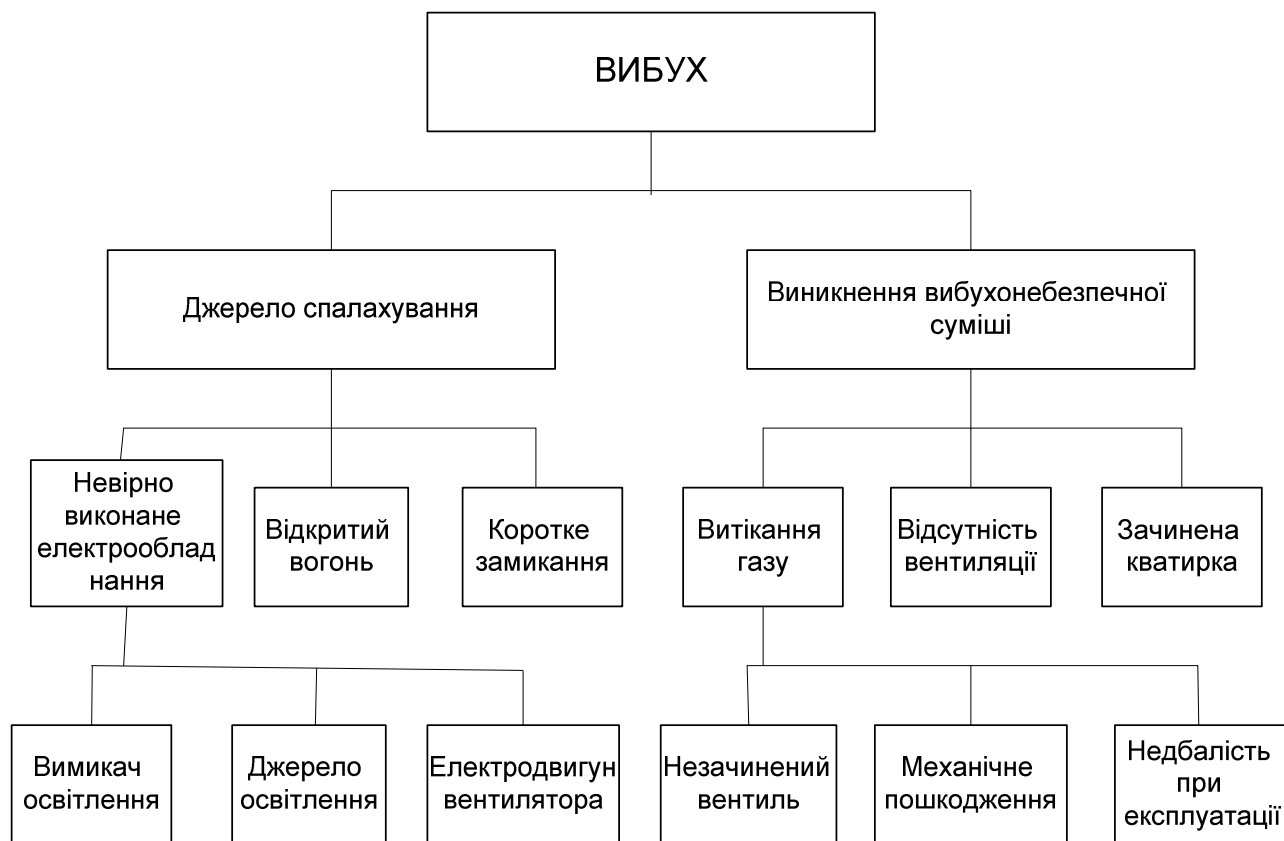 ВИБУХ
Джерело спалахування
Виникнення вибухонебезпечної
суміші
Невірно
виконане
електрооблад
нання
Відкритий
вогонь
Коротке
замикання
Витікання
газу
Відсутність
вентиляції
Зачинена
кватирка
Вимикач
освітлення
Джерело
освітлення
Електродвигун
вентилятора
Незачинений
вентиль
Механічне
пошкодження
Недбалість
при
експлуатації